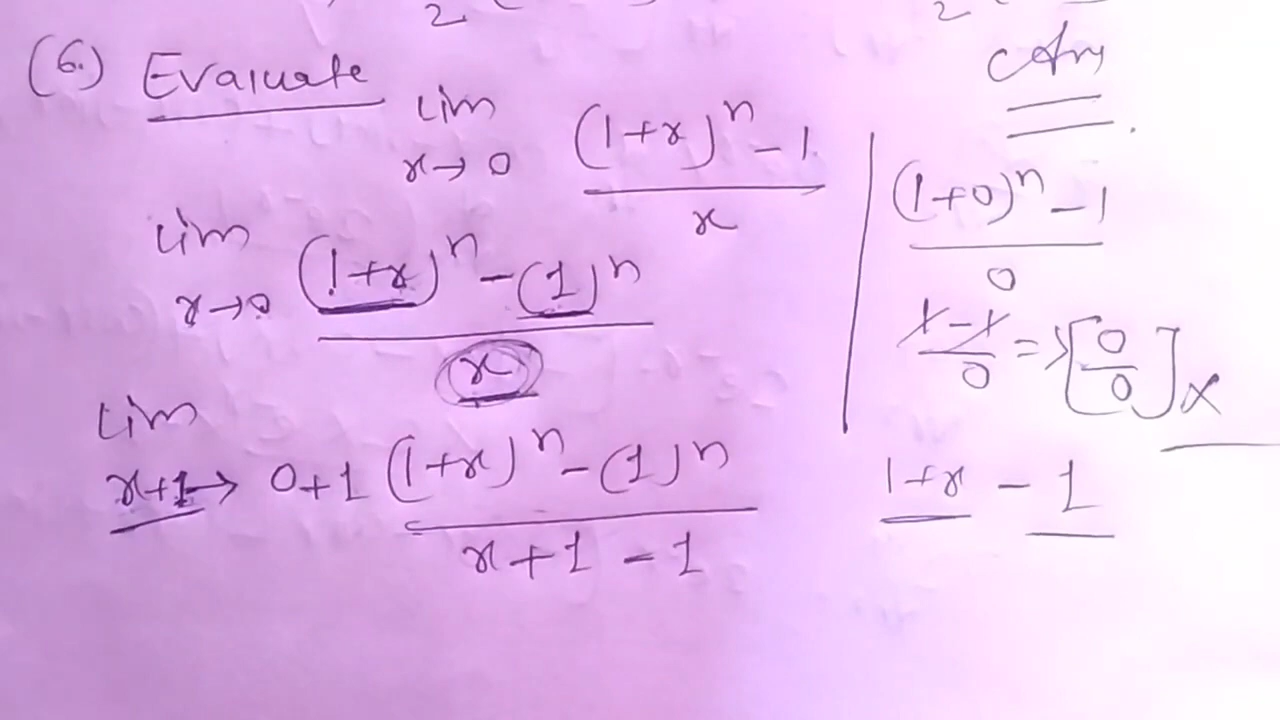 (6.) Evaluate lim x→0 ((1+x)^n - 1)/x
lim x→0 ((1+x)^n - (1)^n)/x
lim x+1→0+1 ((1+x)^n - (1)^n)/(x+1-1)
Ans
((1+0)^n - 1)/0
(1-1)/0 => [0/0]x
1+x - 1